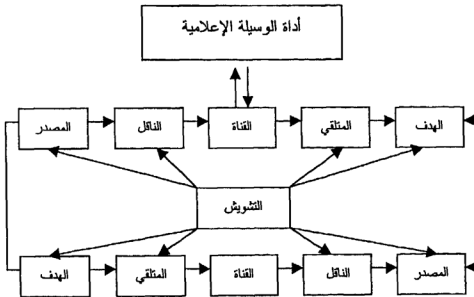 أداة الوسيلة الإعلامية
المصدر
الناقل
القناة
المتلقي
الهدف
التشويش
الهدف
المتلقي
القناة
الناقل
المصدر